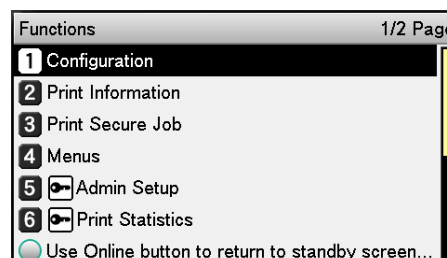 Functions 1/2 Page
1 Configuration
2 Print Information
3 Print Secure Job
4 Menus
5 Admin Setup
6 Print Statistics
Use Online button to return to standby screen...